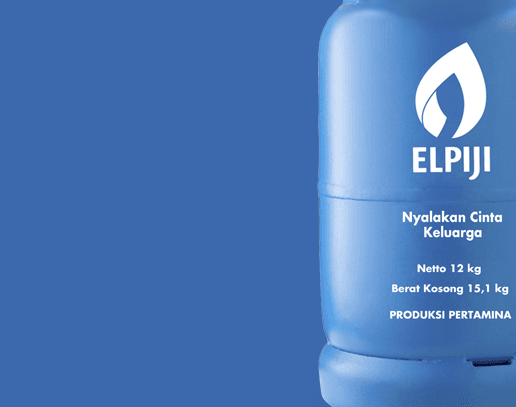 ELPIJI
Nyalakan Cinta
Keluarga
Netto 12 kg
Berat Kosong 15,1 kg
PRODUKSI PERTAMINA